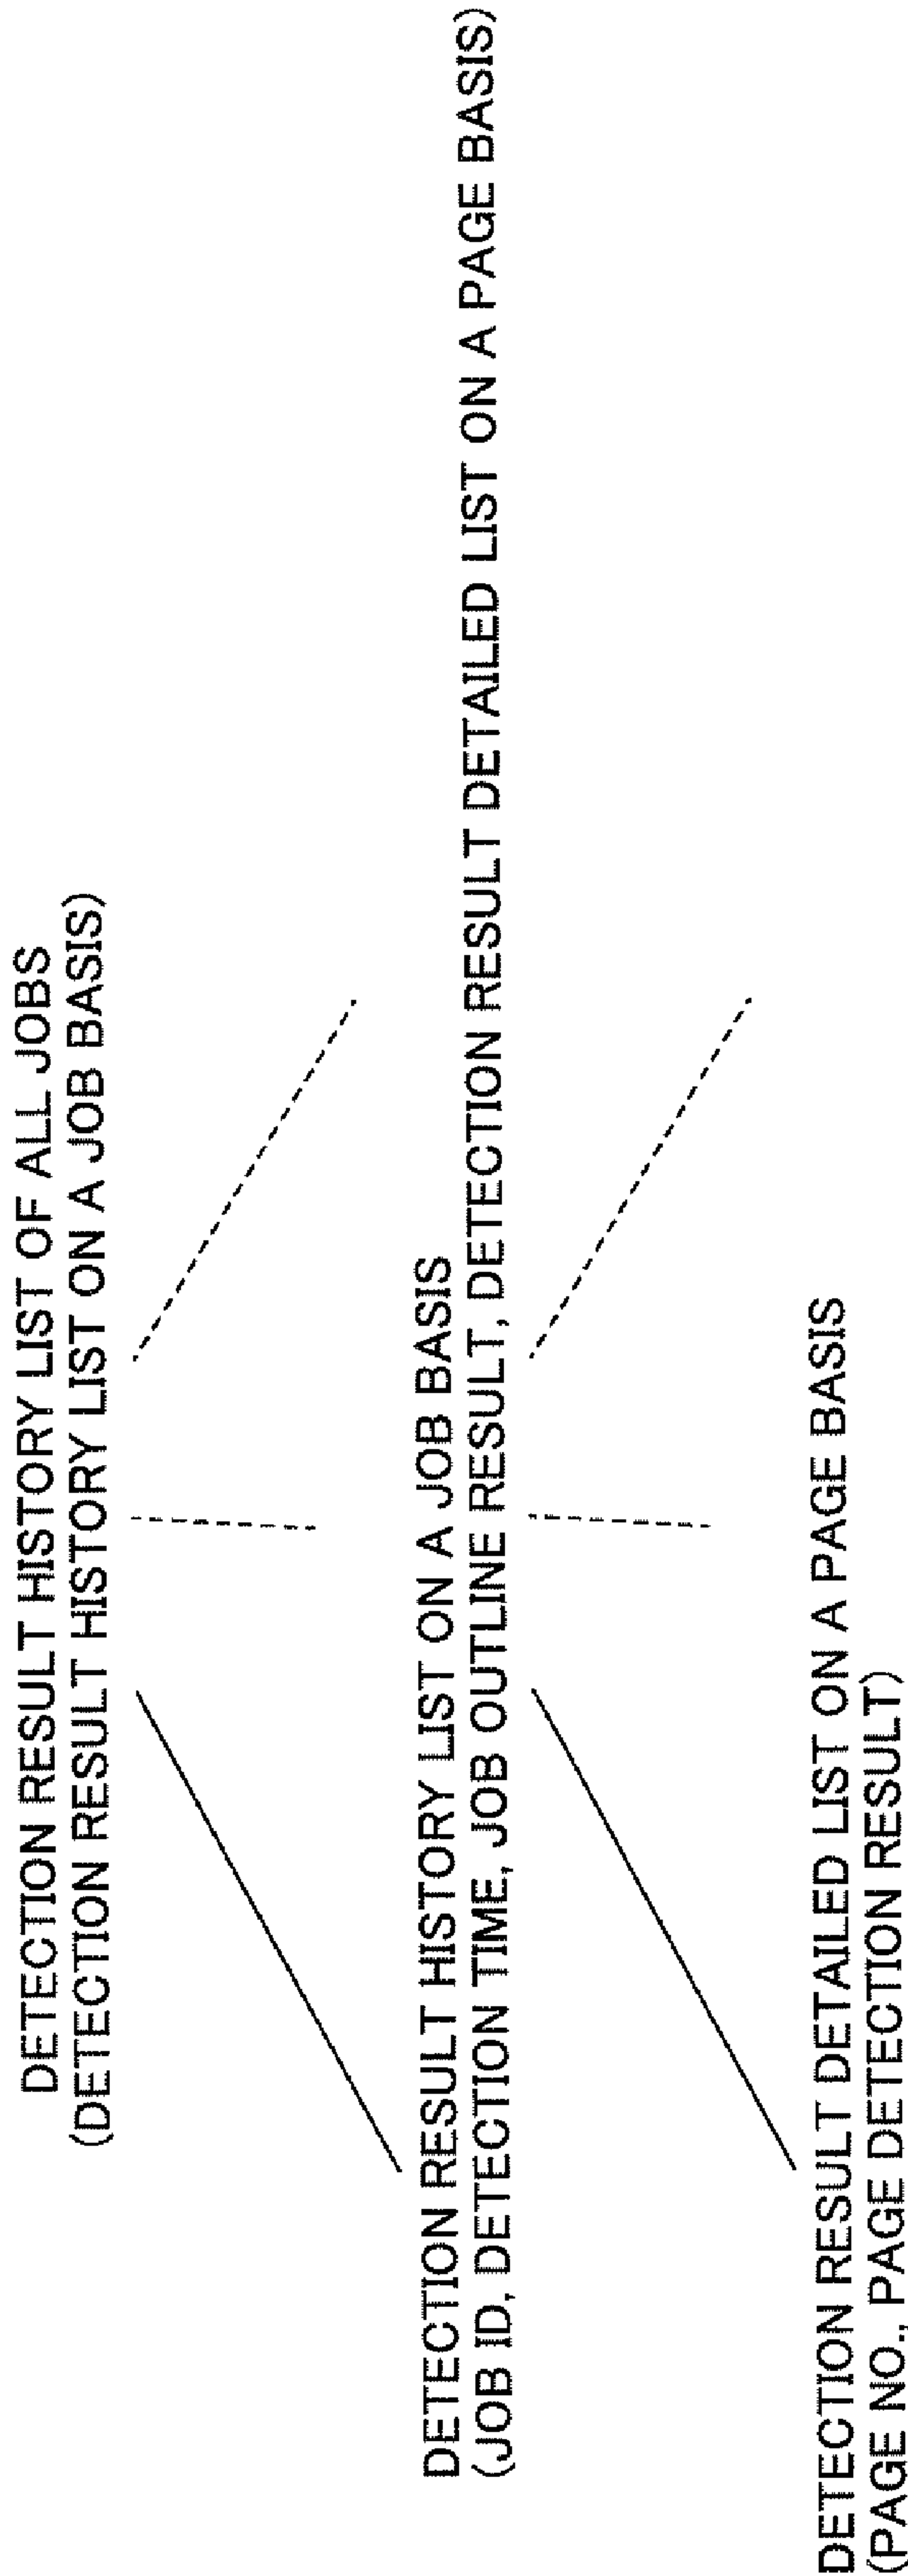 DETECTION RESULT HISTORY LIST OF ALL JOBS
(DETECTION RESULT HISTORY LIST ON A JOB BASIS)
DETECTION RESULT HISTORY LIST ON A JOB BASIS
(JOB ID, DETECTION TIME, JOB OUTLINE RESULT, DETECTION RESULT DETAILED LIST ON A PAGE BASIS)
DETECTION RESULT DETAILED LIST ON A PAGE BASIS
(PAGE NO., PAGE DETECTION RESULT)